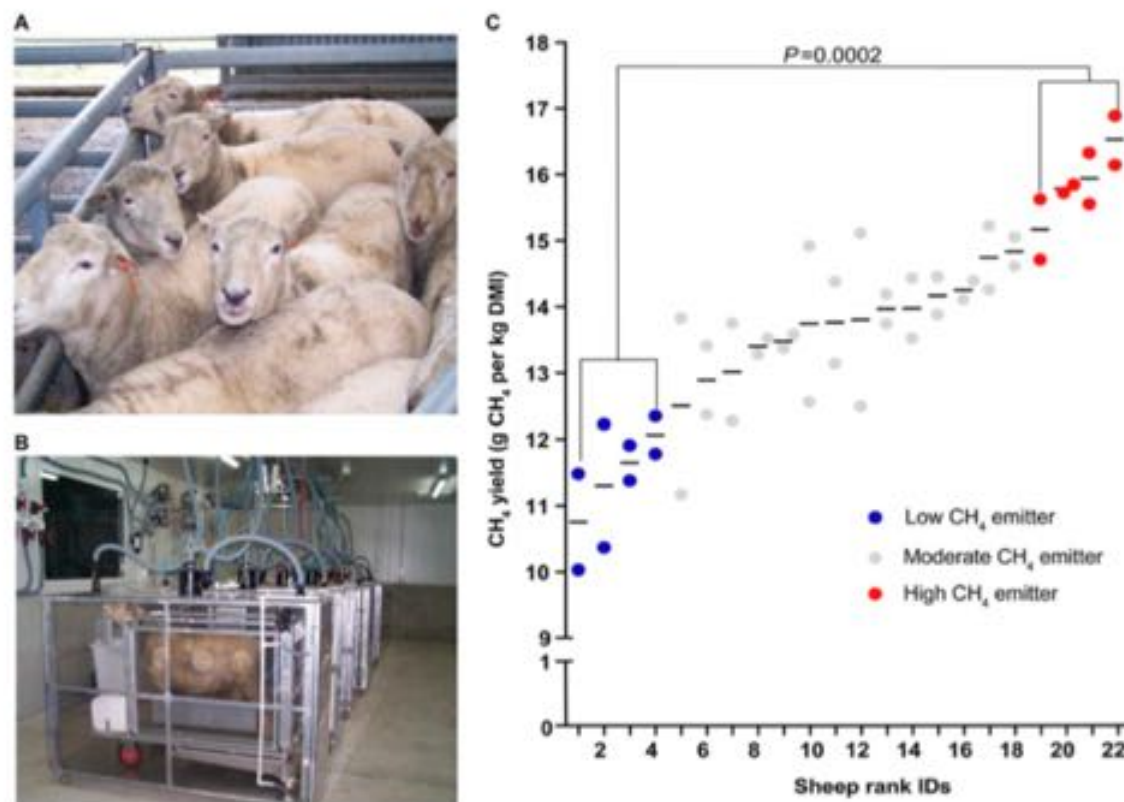 A
B
C
P=0.0002
CH₄ yield (g CH₄ per kg DMI)
18
17
16
15
14
13
12
11
10
9
1
0
Low CH₄ emitter
Moderate CH₄ emitter
High CH₄ emitter
2 4 6 8 10 12 14 16 18 20 22
Sheep rank IDs